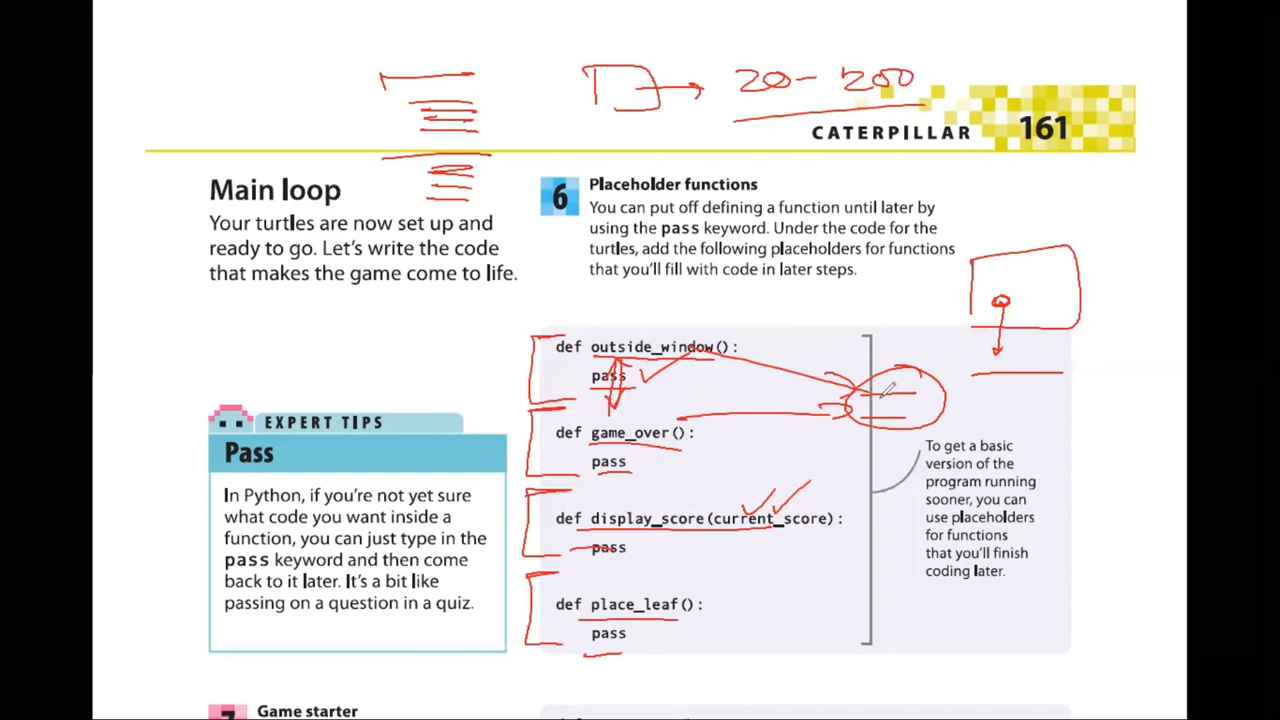 20- 200
CATERPILLAR 161
Main loop
Your turtles are now set up and
ready to go. Let's write the code
that makes the game come to life.
6 Placeholder functions
You can put off defining a function until later by
using the pass keyword. Under the code for the
turtles, add the following placeholders for functions
that you'll fill with code in later steps.
def outside_window():
pass
def game_over():
pass
def display_score(current_score):
pass
def place_leaf():
pass
To get a basic
version of the
program running
sooner, you can
use placeholders
for functions
that you'll finish
coding later.
EXPERT TIPS
Pass
In Python, if you're not yet sure
what code you want inside a
function, you can just type in the
pass keyword and then come
back to it later. It's a bit like
passing on a question in a quiz.
7 Game starter